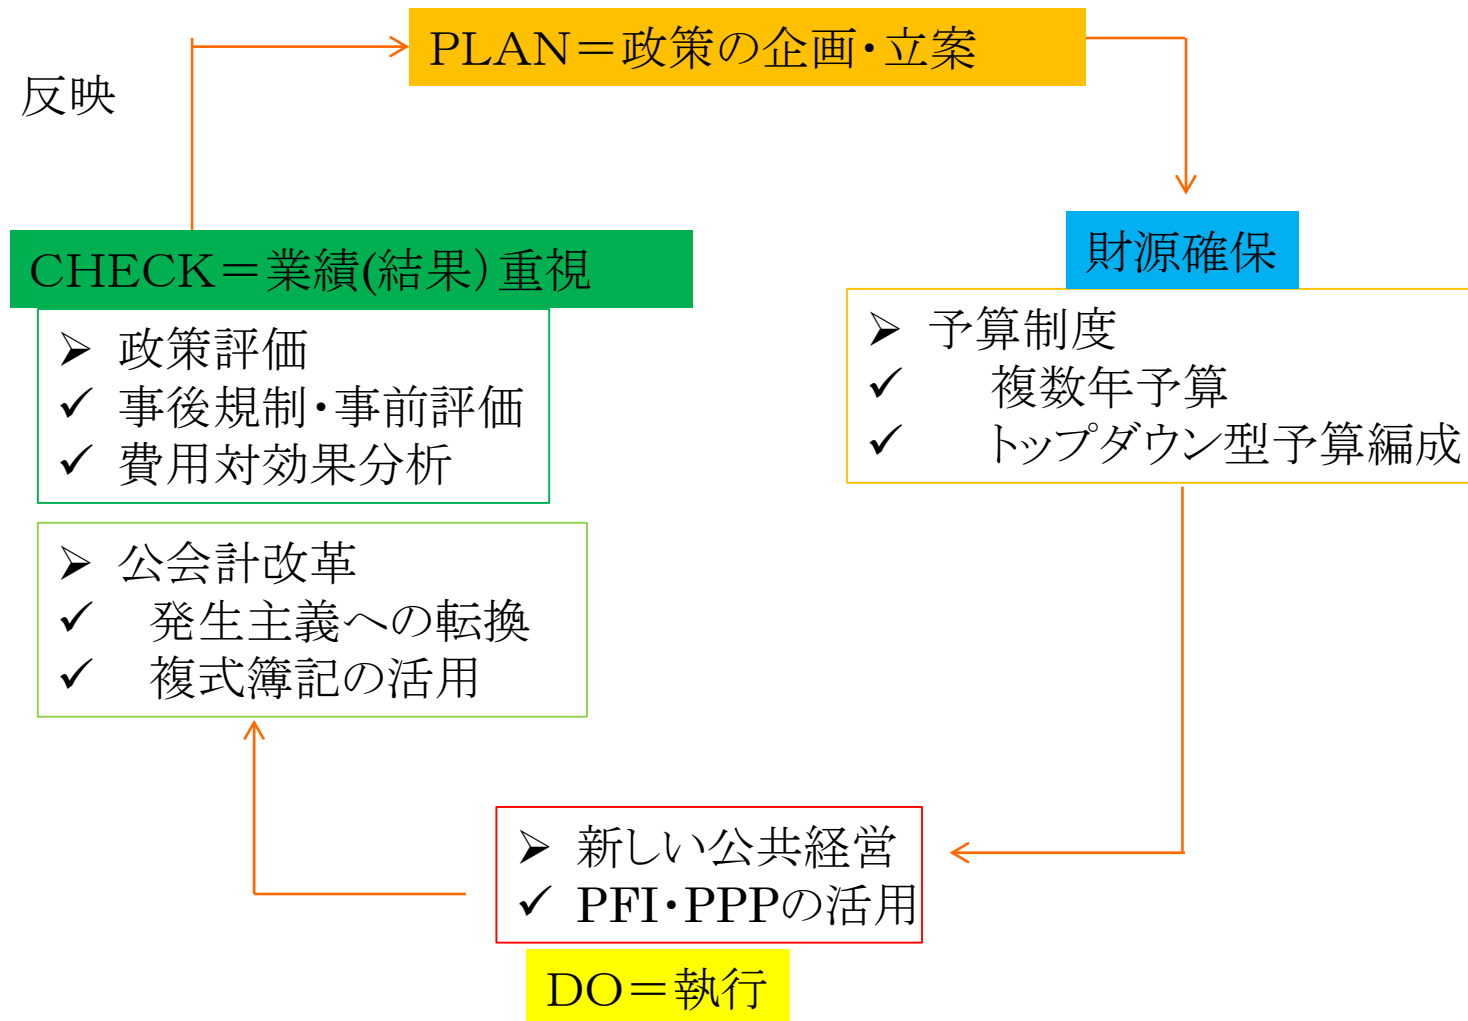 PLAN＝政策の企画・立案
反映
財源確保
➢ 予算制度
✓ 複数年予算
✓ トップダウン型予算編成
CHECK＝業績(結果）重視
➢ 政策評価
✓ 事後規制・事前評価
✓ 費用対効果分析
➢ 公会計改革
✓ 発生主義への転換
✓ 複式簿記の活用
➢ 新しい公共経営
✓ PFI・PPPの活用
DO＝執行